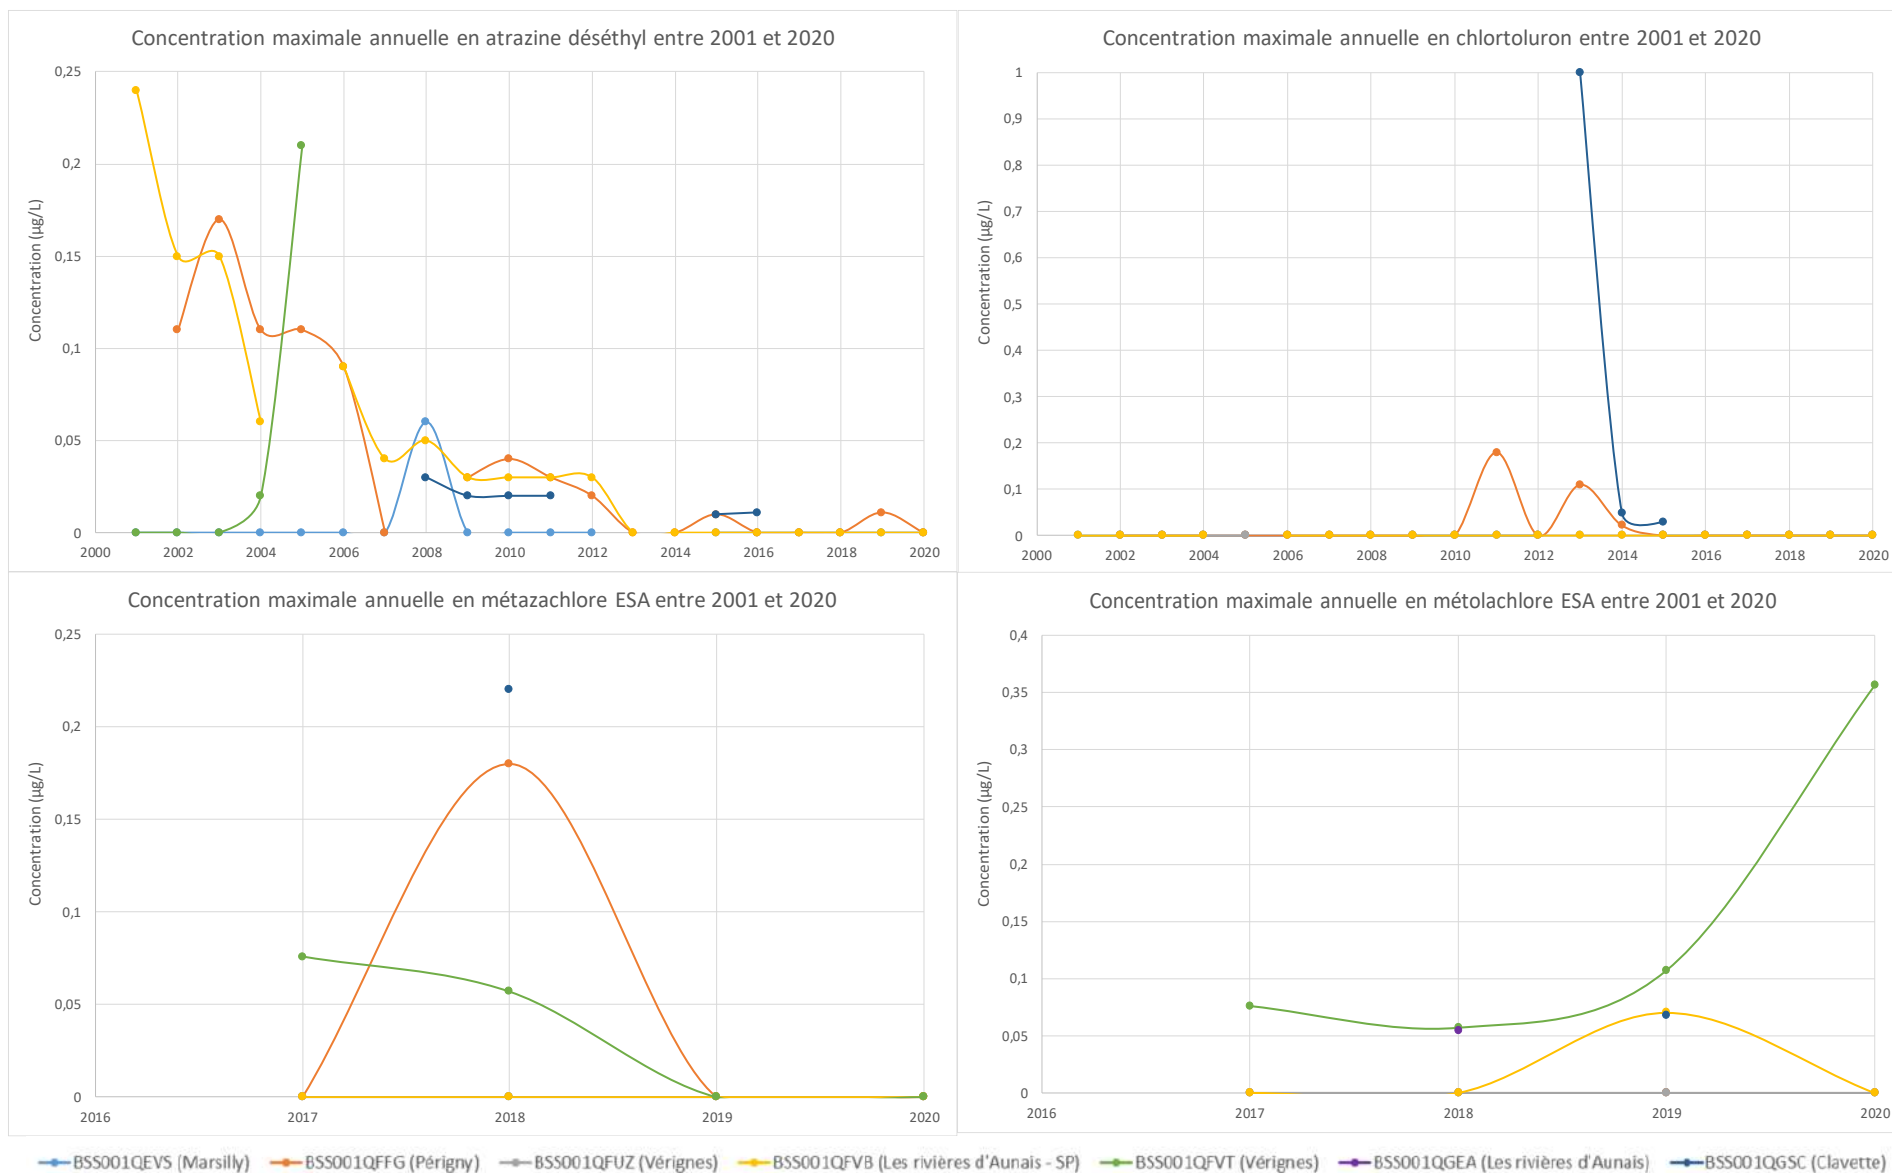 Concentration maximale annuelle en atrazine déséthyl entre 2001 et 2020
0,25
0,2
0,15
0,1
0,05
0
Concentration (µg/L)
2000 2002 2004 2006 2008 2010 2012 2014 2016 2018 2020
Concentration maximale annuelle en chlortoluron entre 2001 et 2020
1
0,9
0,8
0,7
0,6
0,5
0,4
0,3
0,2
0,1
0
Concentration (µg/L)
2000 2002 2004 2006 2008 2010 2012 2014 2016 2018 2020
Concentration maximale annuelle en métazachlore ESA entre 2001 et 2020
0,25
0,2
0,15
0,1
0,05
0
Concentration (µg/L)
2016 2017 2018 2019 2020
Concentration maximale annuelle en métolachlore ESA entre 2001 et 2020
0,4
0,35
0,3
0,25
0,2
0,15
0,1
0,05
0
Concentration (µg/L)
2016 2017 2018 2019 2020
BSS001QEVS (Marsilly) BSS001QFFG (Périgny) BSS001QFUZ (Vérignes) BSS001QFVB (Les rivières d'Aunais - SP) BSS001QFVT (Vérignes) BSS001QGEA (Les rivières d'Aunais) BSS001QGSC (Clavette)